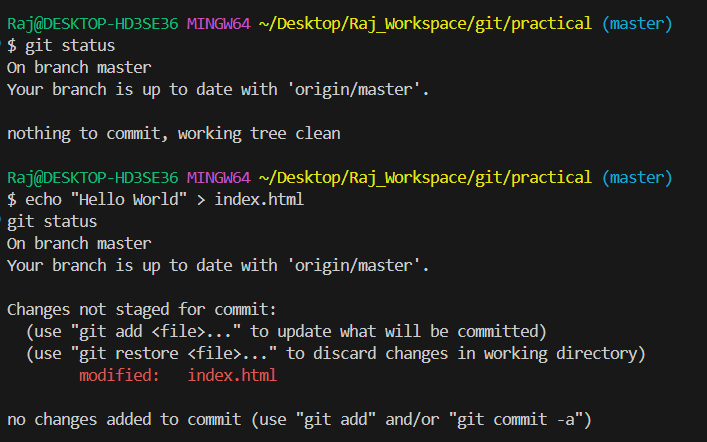 Raj@DESKTOP-HD3SE36 MINGW64 ~/Desktop/Raj_Workspace/git/practical (master)
$ git status
On branch master
Your branch is up to date with 'origin/master'.

nothing to commit, working tree clean

Raj@DESKTOP-HD3SE36 MINGW64 ~/Desktop/Raj_Workspace/git/practical (master)
$ echo "Hello World" > index.html
git status
On branch master
Your branch is up to date with 'origin/master'.

Changes not staged for commit:
  (use "git add <file>..." to update what will be committed)
  (use "git restore <file>..." to discard changes in working directory)
        modified:   index.html

no changes added to commit (use "git add" and/or "git commit -a")